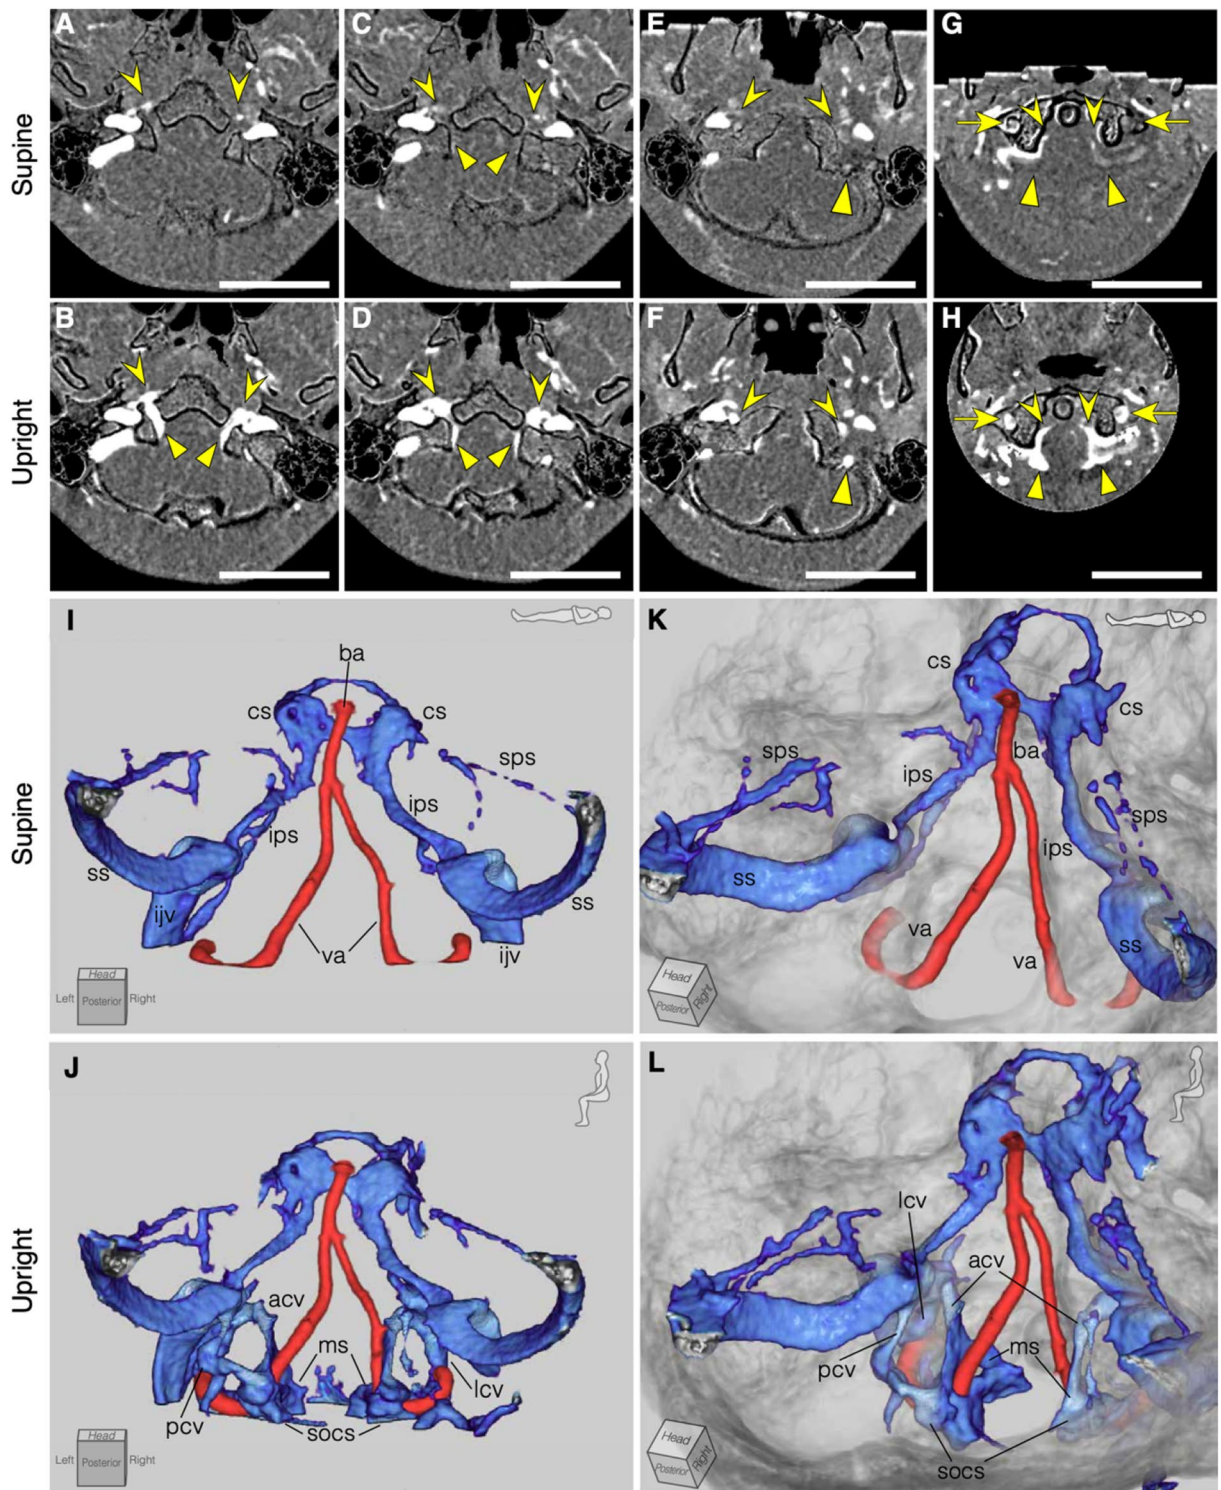 A
C
E
G
Supine
B
D
F
H
Upright
I
ba
cs
cs
sps
ips
ips
ss
ss
ijv
va
ijv
Head
Left
Posterior
Right
Supine
K
cs
cs
sps
ba
ips
sps
ips
ss
va
ss
va
Head
Posterior
Right
J
acv
ms
lcv
pcv
socs
Head
Left
Posterior
Right
Upright
L
lcv
acv
ms
pcv
socs
Head
Posterior
Right